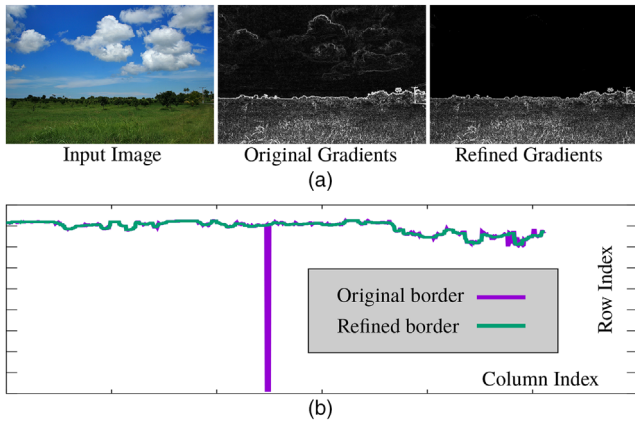 Input Image
Original Gradients
Refined Gradients
(a)
Original border
Refined border
Row Index
Column Index
(b)